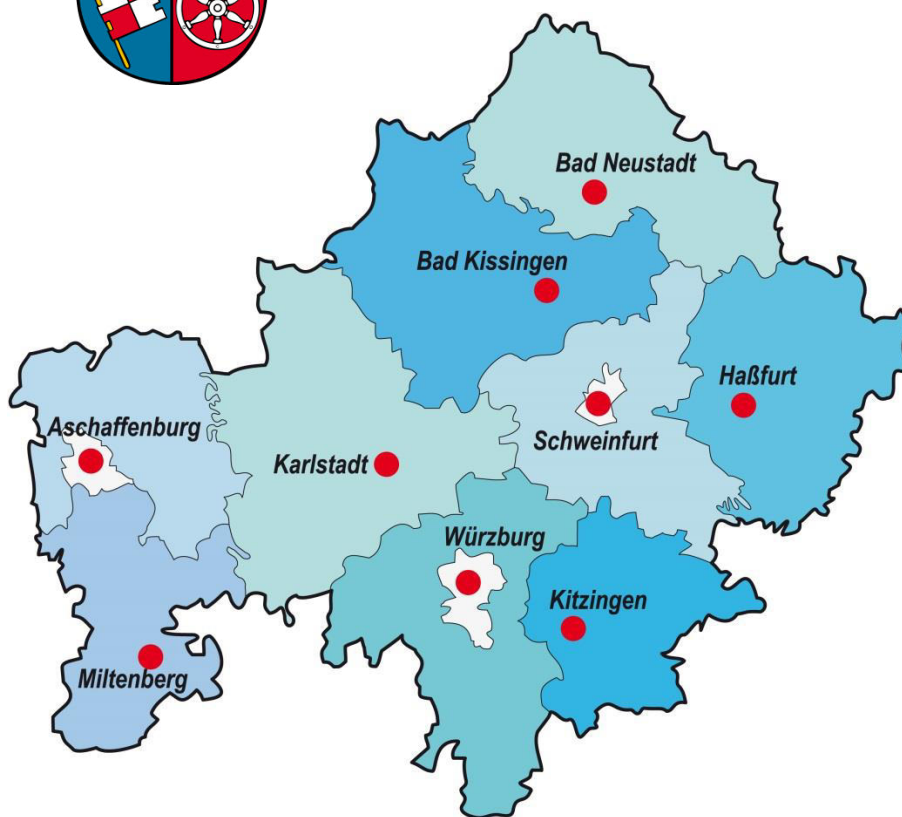 Bad Neustadt
Bad Kissingen
Haßfurt
Aschaffenburg
Schweinfurt
Karlstadt
Würzburg
Kitzingen
Miltenberg